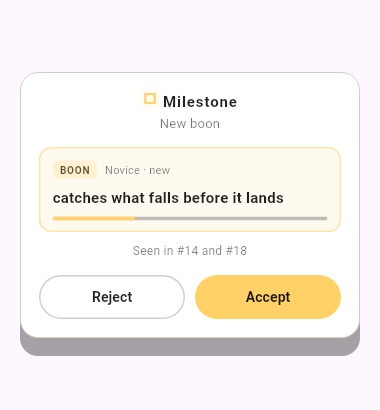 Milestone
New boon
BOON Novice · new
catches what falls before it lands
Seen in #14 and #18
Reject Accept